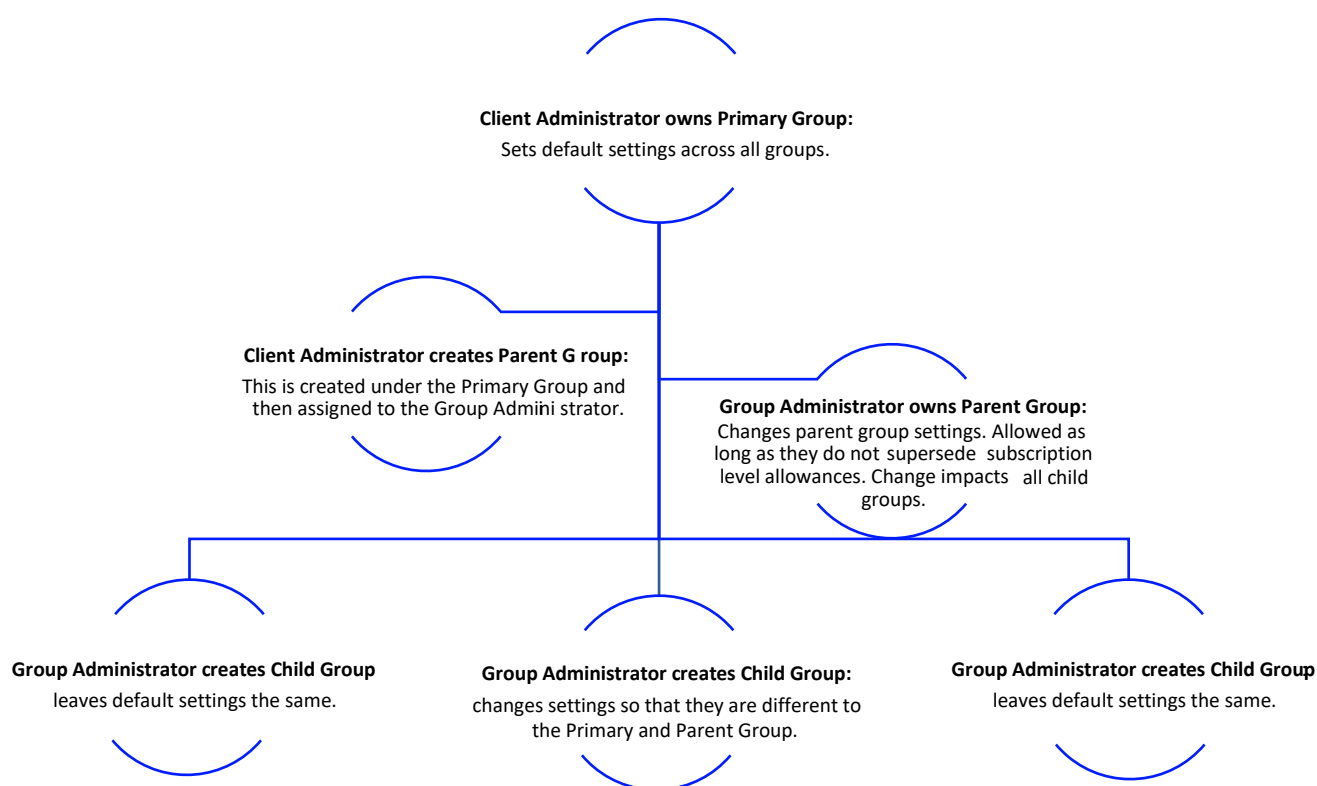 Client Administrator owns Primary Group:
Sets default settings across all groups.
Client Administrator creates Parent G roup:
This is created under the Primary Group and
then assigned to the Group Admini strator.
Group Administrator owns Parent Group:
Changes parent group settings. Allowed as
long as they do not supersede subscription
level allowances. Change impacts all child
groups.
Group Administrator creates Child Group
leaves default settings the same.
Group Administrator creates Child Group:
changes settings so that they are different to
the Primary and Parent Group.
Group Administrator creates Child Group
leaves default settings the same.